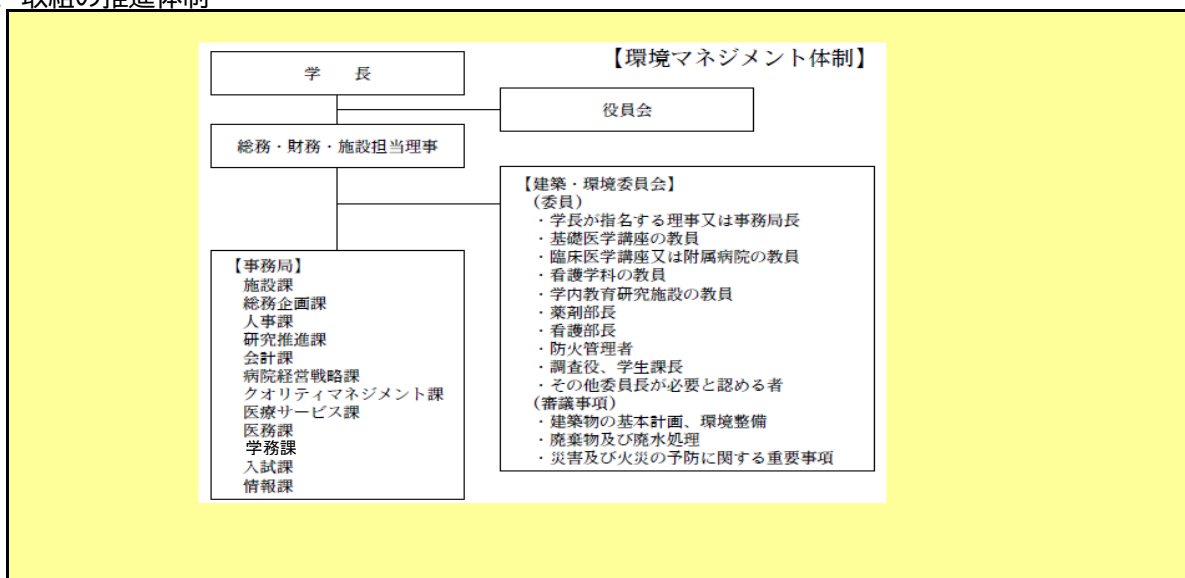 取組の推進体制
【環境マネジメント体制】
学　長
役員会
総務・財務・施設担当理事
【建築・環境委員会】
（委員）
・学長が指名する理事又は事務局長
・基礎医学講座の教員
・臨床医学講座又は附属病院の教員
・看護学科の教員
・学内教育研究施設の教員
・薬剤部長
・看護部長
・防火管理者
・調査役、学生課長
・その他委員長が必要と認める者
（審議事項）
・建築物の基本計画、環境整備
・廃棄物及び廃水処理
・災害及び火災の予防に関する重要事項
【事務局】
施設課
総務企画課
人事課
研究推進課
会計課
病院経営戦略課
クオリティマネジメント課
医療サービス課
医務課
学務課
入試課
情報課